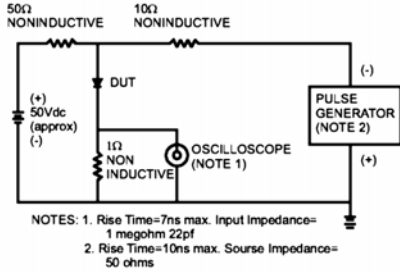 50Ω
NONINDUCTIVE
10Ω
NONINDUCTIVE
(+)
50Vdc
(approx)
(-)
DUT
1Ω
NON
INDUCTIVE
OSCILLOSCOPE
(NOTE 1)
(-)
PULSE
GENERATOR
(NOTE 2)
(+)
NOTES: 1. Rise Time=7ns max. Input Impedance=
1 megohm 22pf
2. Rise Time=10ns max. Sourse Impedance=
50 ohms